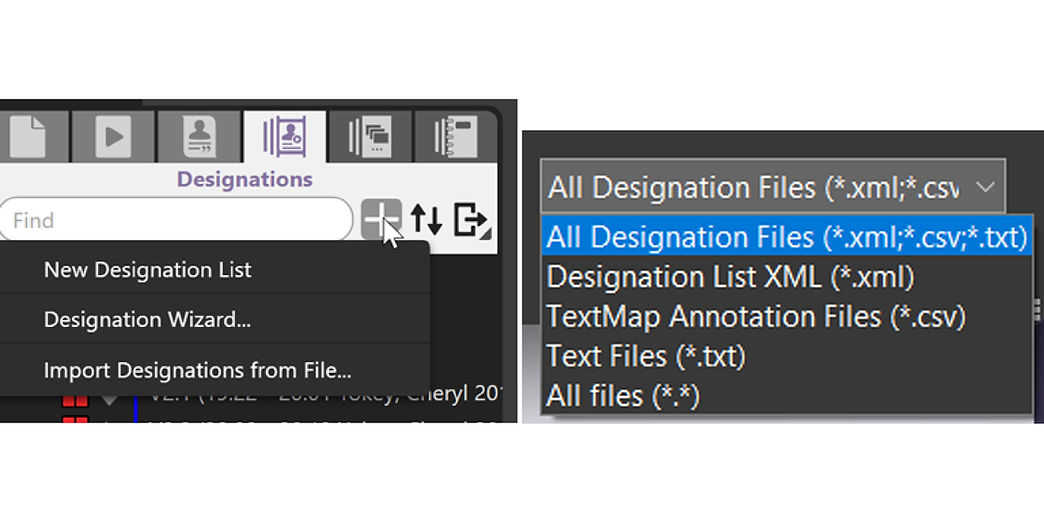 Designations
Find
New Designation List
Designation Wizard...
Import Designations from File...
Cheryl 201
All Designation Files (*.xml;*.csv
All Designation Files (*.xml;*.csv;*.txt)
Designation List XML (*.xml)
TextMap Annotation Files (*.csv)
Text Files (*.txt)
All files (*.*)